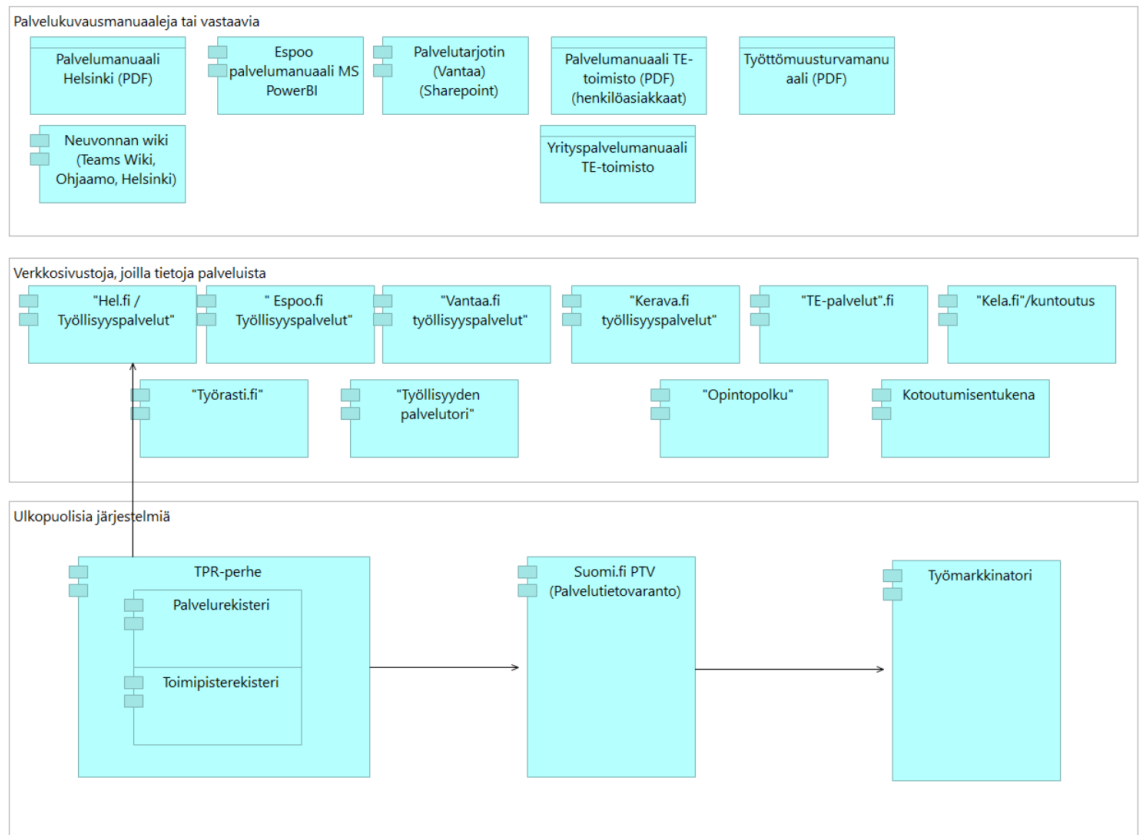 Palvelukuvausmanuaaleja tai vastaavia
Palvelumanuaali
Helsinki (PDF)
Espoo
palvelumanuaali MS
PowerBI
Palvelutarjotin
(Vantaa)
(Sharepoint)
Palvelumanuaali TE-
toimisto (PDF)
(henkilöasiakkaat)
Työttömuusturvamanu
aali (PDF)
Neuvonnan wiki
(Teams Wiki,
Ohjaamo, Helsinki)
Yrityspalvelumanuaali
TE-toimisto
Verkkosivustoja, joilla tietoja palveluista
"Hel.fi /
Työllisyyspalvelut"
" Espoo.fi
Työllisyyspalvelut"
"Vantaa.fi
työllisyyspalvelut"
"Kerava.fi
työllisyyspalvelut"
"TE-palvelut".fi
"Kela.fi"/kuntoutus
"Työrasti.fi"
"Työllisyyden
palvelutori"
"Opintopolku"
Kotoutumisentukena
Ulkopuolisia järjestelmiä
TPR-perhe
Palvelurekisteri
Toimipisterekisteri
Suomi.fi PTV
(Palvelutietovaranto)
Työmarkkinatori